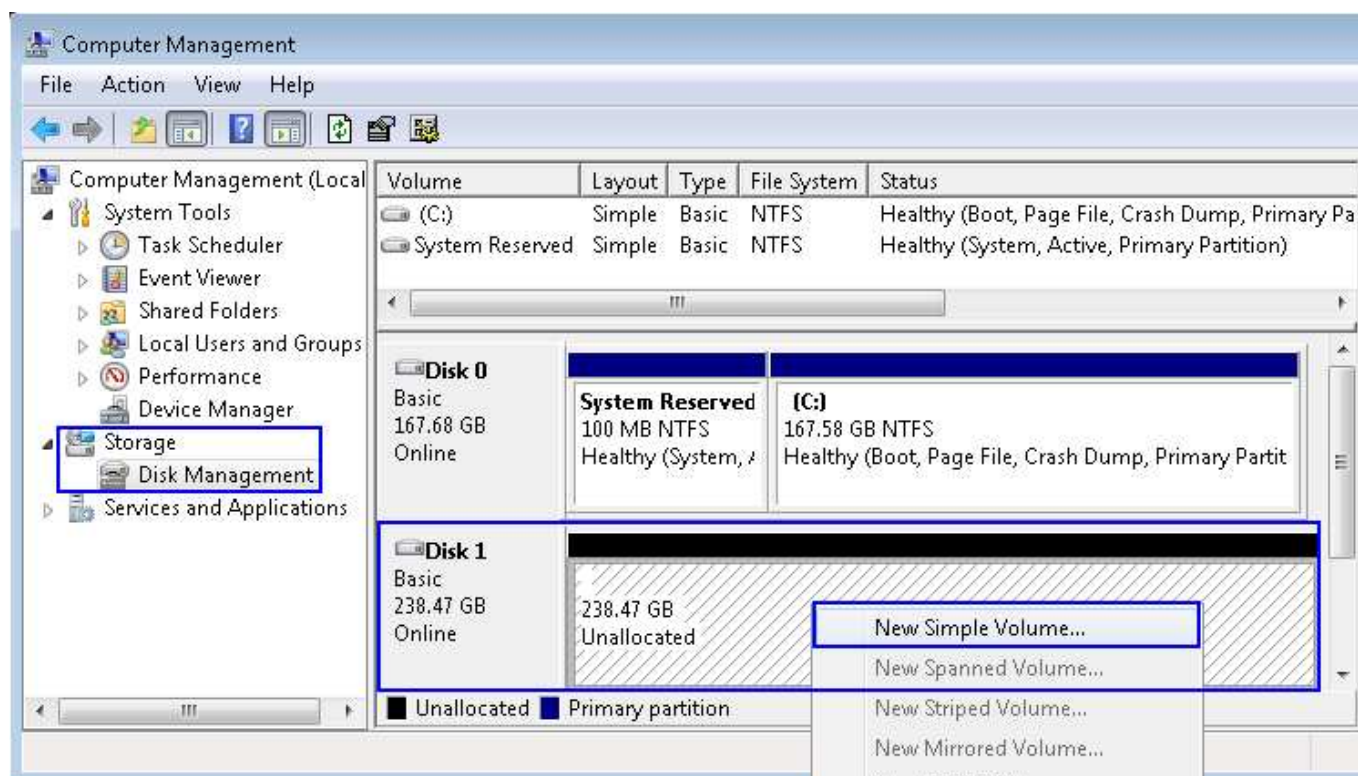 Computer Management
File Action View Help
Computer Management (Local
System Tools
Task Scheduler
Event Viewer
Shared Folders
Local Users and Groups
Performance
Device Manager
Storage
Disk Management
Services and Applications
Volume Layout Type File System Status
(C:) Simple Basic NTFS Healthy (Boot, Page File, Crash Dump, Primary Pa
System Reserved Simple Basic NTFS Healthy (System, Active, Primary Partition)
Disk 0
Basic
167.68 GB
Online
System Reserved
100 MB NTFS
Healthy (System,
(C:)
167.58 GB NTFS
Healthy (Boot, Page File, Crash Dump, Primary Partit
Disk 1
Basic
238.47 GB
Online
238.47 GB
Unallocated
New Simple Volume...
New Spanned Volume...
New Striped Volume...
New Mirrored Volume...
Unallocated Primary partition